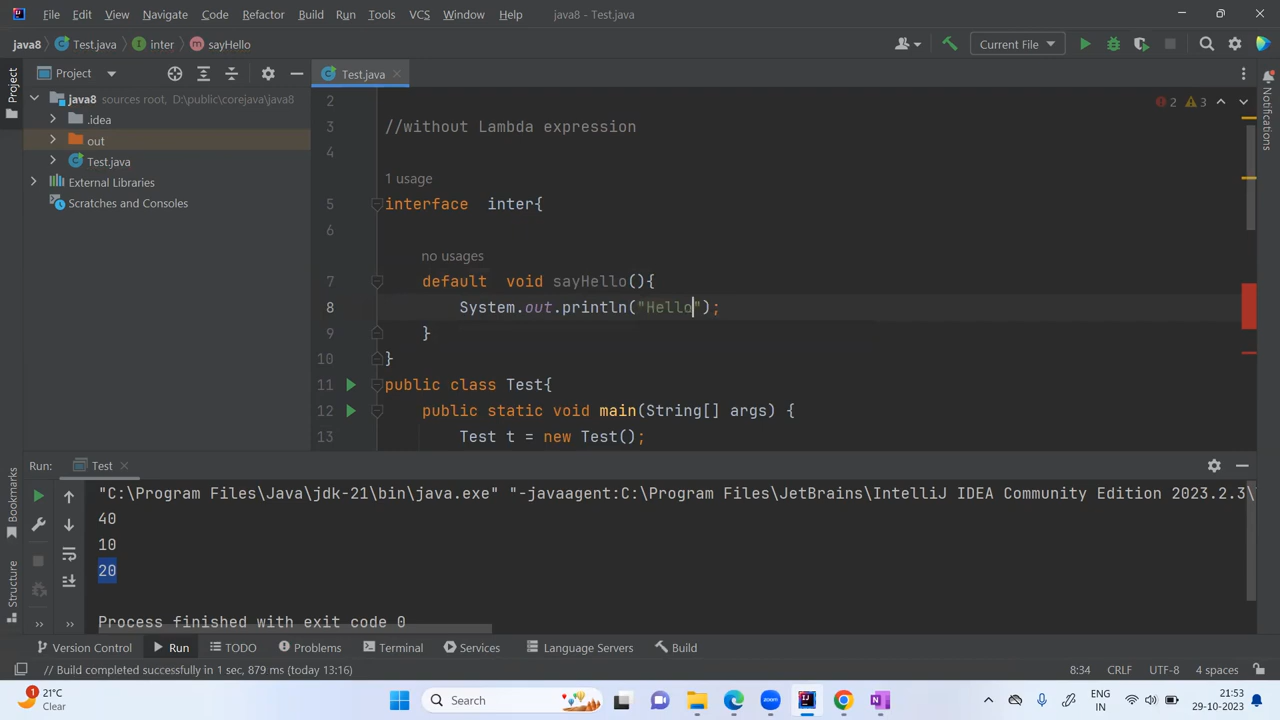 File Edit View Navigate Code Refactor Build Run Tools VCS Window Help java8 - Test.java
java8 Test.java inter sayHello Current File
Project
Project
Test.java
Notifications
java8 sources root, D:\public\corejava\java8
.idea
out
Test.java
External Libraries
Scratches and Consoles
2 3
2
3 //without Lambda expression
4
1 usage
5 interface inter{
6
no usages
7 default void sayHello(){
8 System.out.println("Hello");
9 }
10 }
11 public class Test{
12 public static void main(String[] args) {
13 Test t = new Test();
Run: Test
"C:\Program Files\Java\jdk-21\bin\java.exe" "-javaagent:C:\Program Files\JetBrains\IntelliJ IDEA Community Edition 2023.2.3\
40
10
20
Process finished with exit code 0
Bookmarks
Structure
Version Control Run TODO Problems Terminal Services Language Servers Build
// Build completed successfully in 1 sec, 879 ms (today 13:16) 8:34 CRLF UTF-8 4 spaces
1 21°C
Clear
Search
ENG
IN
21:53
29-10-2023